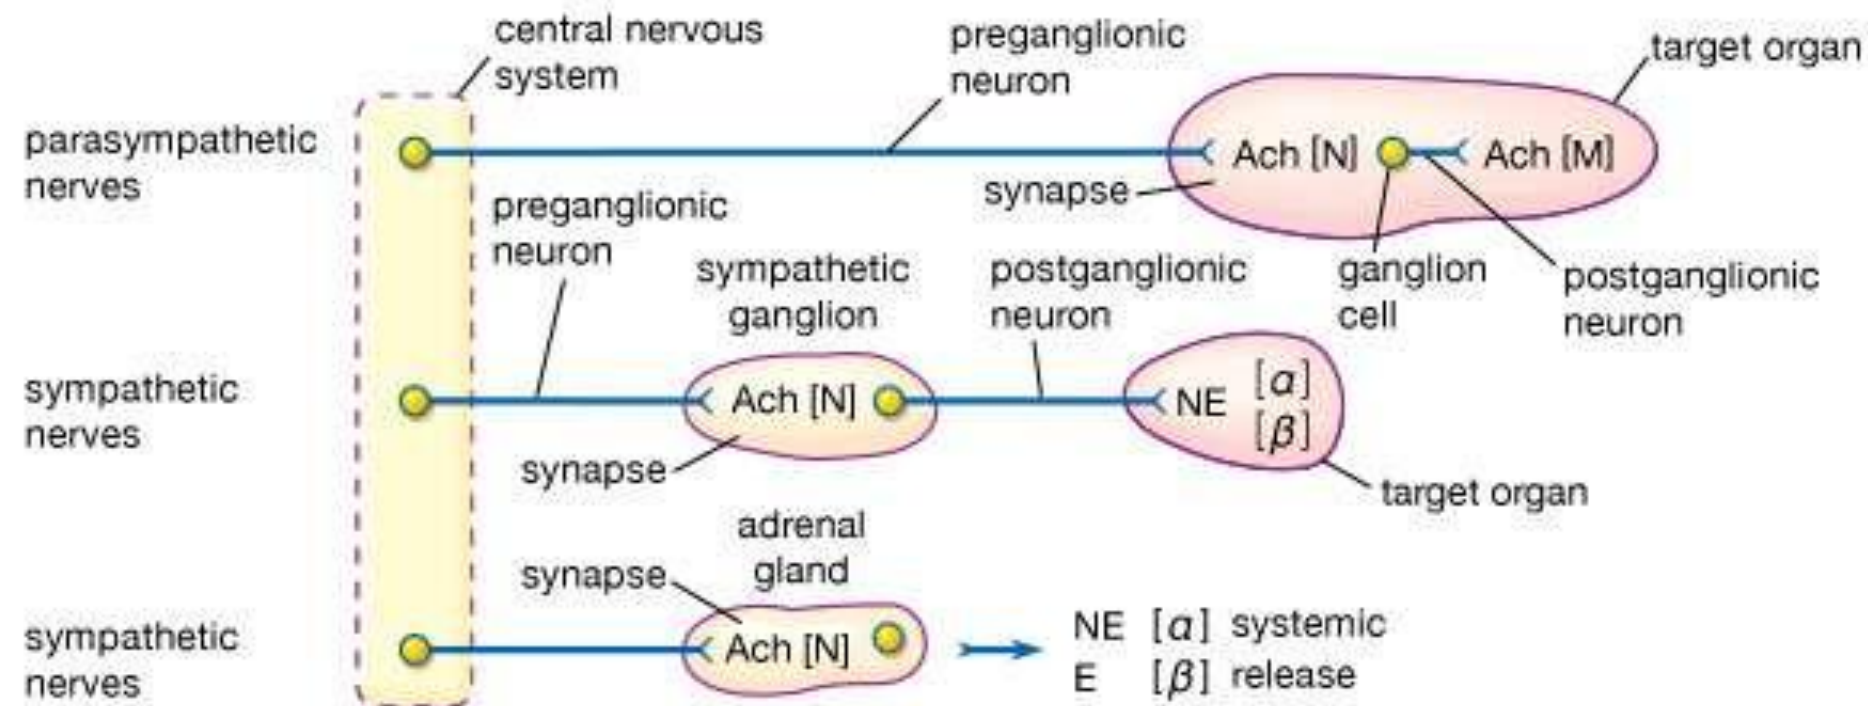 central nervous
system
preganglionic
neuron
target organ
parasympathetic
nerves
Ach [N]
Ach [M]
synapse
preganglionic
neuron
sympathetic
ganglion
postganglionic
neuron
ganglion
cell
postganglionic
neuron
sympathetic
nerves
Ach [N]
NE
[α]
[β]
synapse
target organ
adrenal
gland
synapse
sympathetic
nerves
Ach [N]
NE [α] systemic
E [β] release